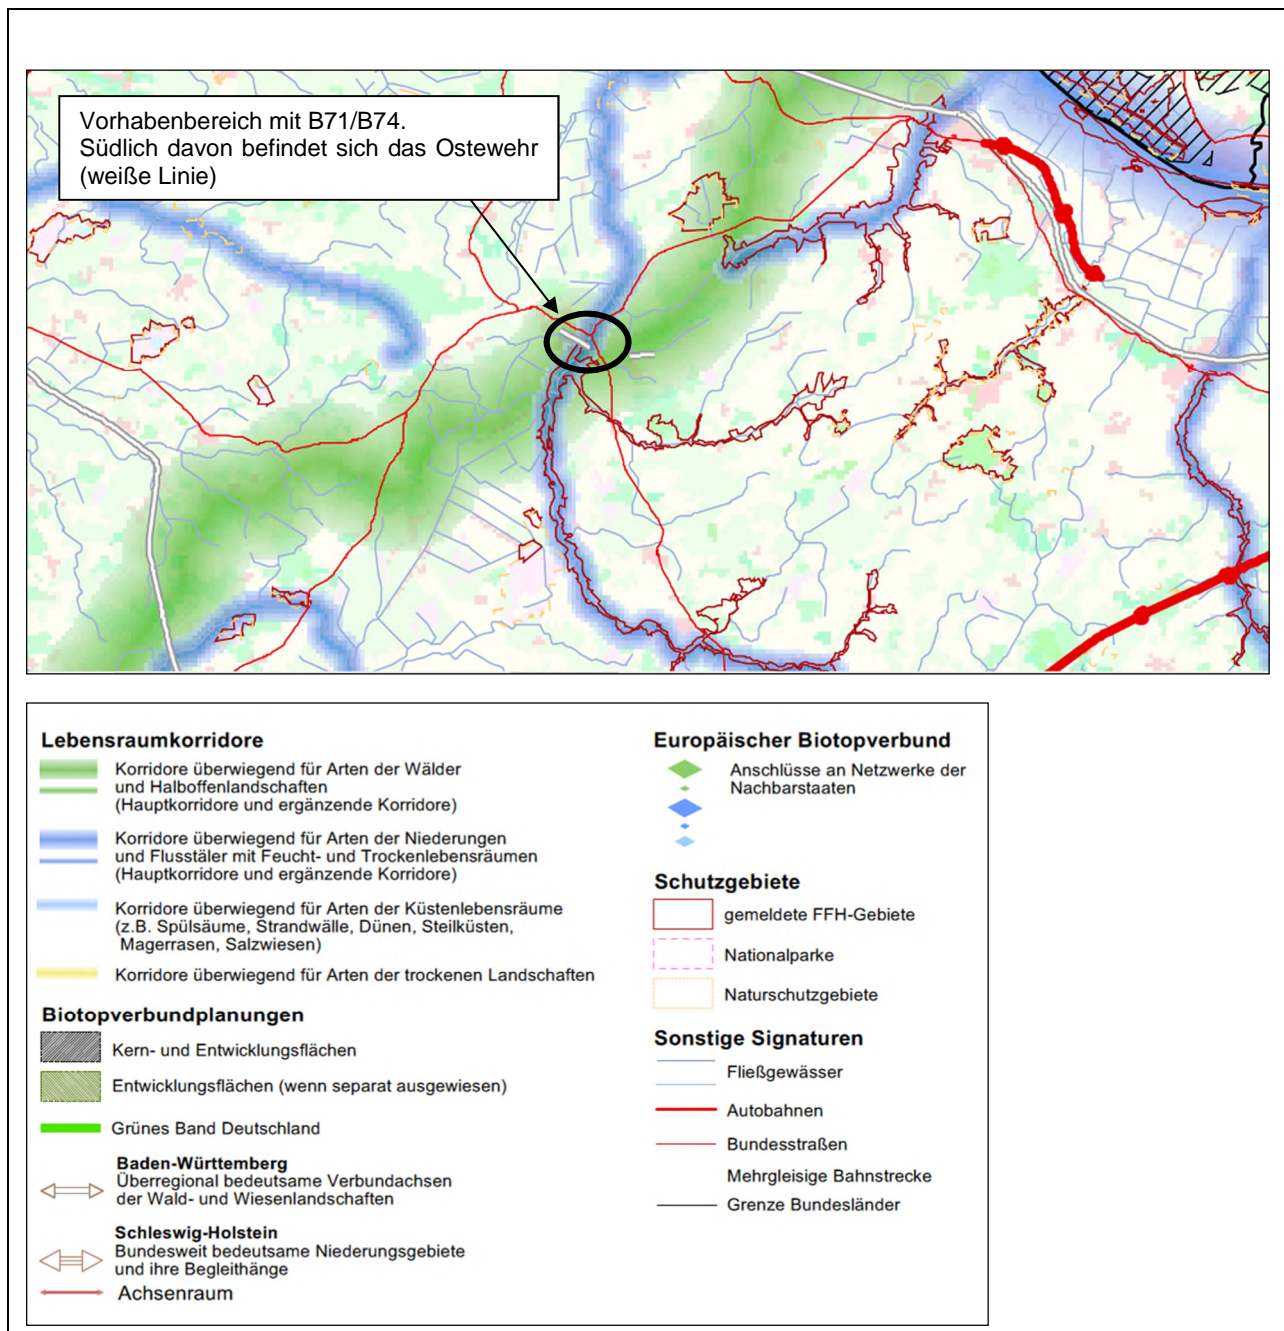 Vorhabenbereich mit B71/B74.
Südlich davon befindet sich das Ostewehr
(weiße Linie)
Lebensraumkorridore
Korridore überwiegend für Arten der Wälder
und Halboffenlandschaften
(Hauptkorridore und ergänzende Korridore)
Korridore überwiegend für Arten der Niederungen
und Flusstäler mit Feucht- und Trockenlebensräumen
(Hauptkorridore und ergänzende Korridore)
Korridore überwiegend für Arten der Küstenlebensräume
(z.B. Spülsäume, Strandwälle, Dünen, Steilküsten,
Magerrasen, Salzwiesen)
Korridore überwiegend für Arten der trockenen Landschaften
Biotopverbundplanungen
Kern- und Entwicklungsflächen
Entwicklungsflächen (wenn separat ausgewiesen)
Grünes Band Deutschland
Baden-Württemberg
Überregional bedeutsame Verbundachsen
der Wald- und Wiesenlandschaften
Schleswig-Holstein
Bundesweit bedeutsame Niederungsgebiete
und ihre Begleithänge
Achsenraum
Europäischer Biotopverbund
Anschlüsse an Netzwerke der
Nachbarstaaten
Schutzgebiete
gemeldete FFH-Gebiete
Nationalparke
Naturschutzgebiete
Sonstige Signaturen
Fließgewässer
Autobahnen
Bundesstraßen
Mehrgleisige Bahnstrecke
Grenze Bundesländer